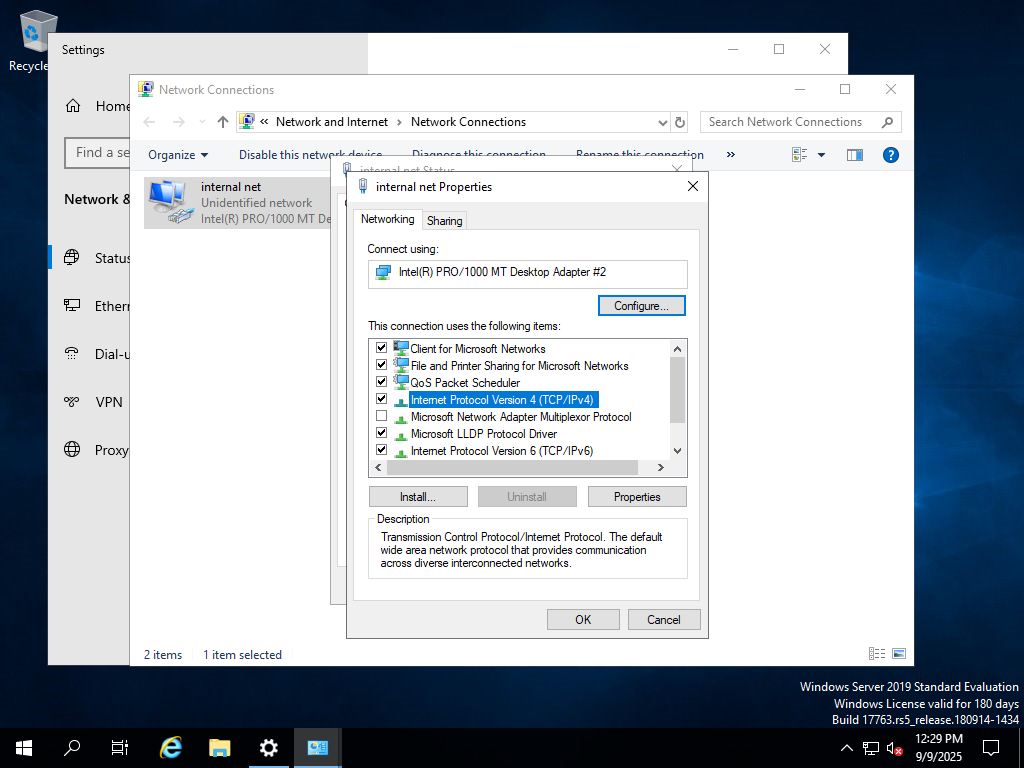 Recycle
Settings
Home
Find a se
Network &
Status
Ethern
Dial-u
VPN
Proxy
Network Connections
« Network and Internet › Network Connections
Search Network Connections
Organize
Disable this network device
Diagnose this connection
Rename this connection
»
internal net
Unidentified network
Intel(R) PRO/1000 MT De
internal net Status
internal net Properties
Networking
Sharing
Connect using:
Intel(R) PRO/1000 MT Desktop Adapter #2
Configure...
This connection uses the following items:
Client for Microsoft Networks
File and Printer Sharing for Microsoft Networks
QoS Packet Scheduler
Internet Protocol Version 4 (TCP/IPv4)
Microsoft Network Adapter Multiplexor Protocol
Microsoft LLDP Protocol Driver
Internet Protocol Version 6 (TCP/IPv6)
Install...
Uninstall
Properties
Description
Transmission Control Protocol/Internet Protocol. The default
wide area network protocol that provides communication
across diverse interconnected networks.
OK
Cancel
2 items
1 item selected
Windows Server 2019 Standard Evaluation
Windows License valid for 180 days
Build 17763.rs5_release.180914-1434
12:29 PM
9/9/2025